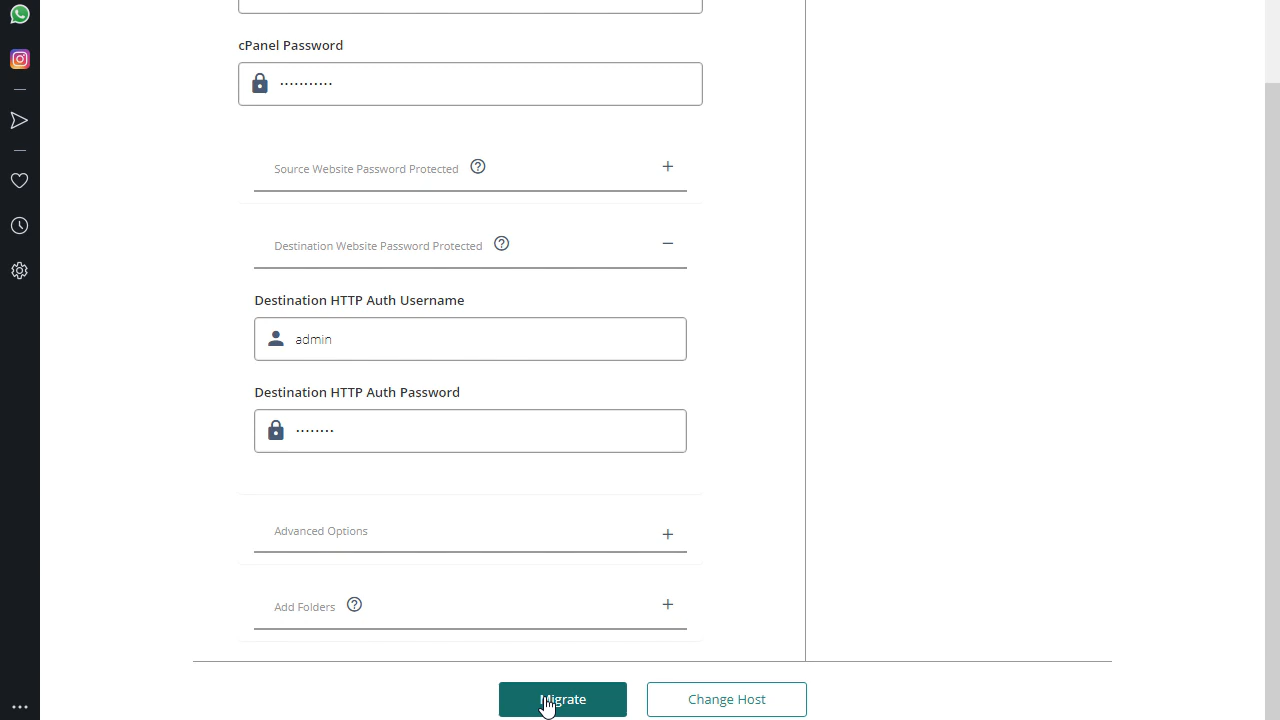 cPanel Password
···········
Source Website Password Protected
Destination Website Password Protected
Destination HTTP Auth Username
admin
Destination HTTP Auth Password
········
Advanced Options
Add Folders
Migrate
Change Host